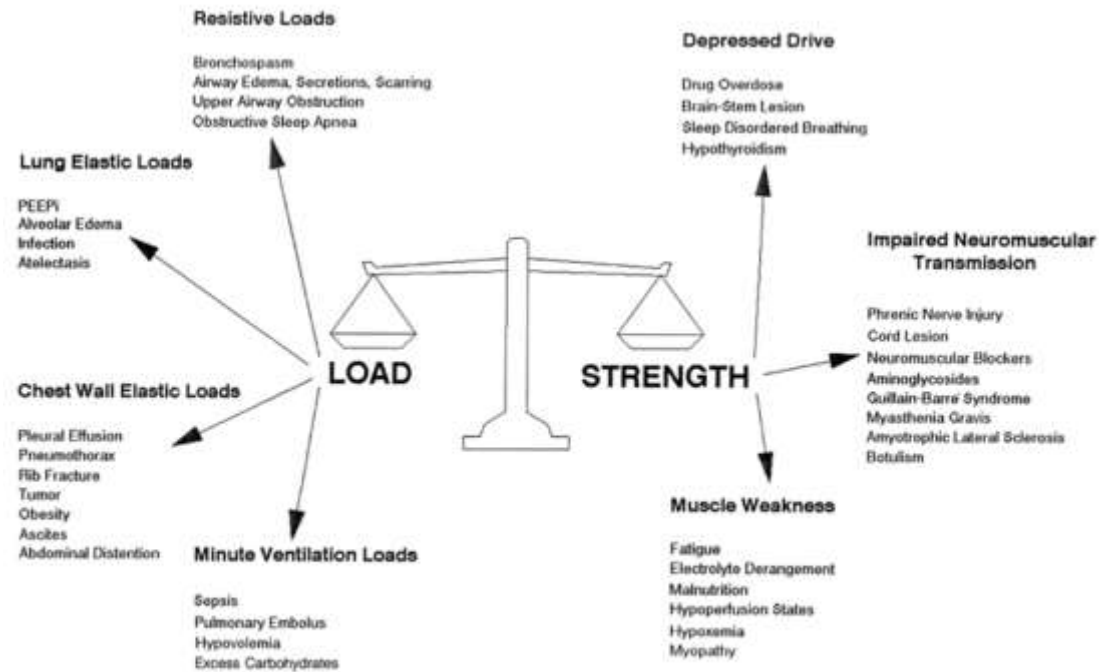 Resistive Loads
Bronchospasm
Airway Edema, Secretions, Scarring
Upper Airway Obstruction
Obstructive Sleep Apnea
Lung Elastic Loads
PEEPi
Alveolar Edema
Infection
Atelectasis
Chest Wall Elastic Loads
Pleural Effusion
Pneumothorax
Rib Fracture
Tumor
Obesity
Ascites
Abdominal Distention
Minute Ventilation Loads
Sepsis
Pulmonary Embolus
Hypovolemia
Excess Carbohydrates
LOAD
STRENGTH
Depressed Drive
Drug Overdose
Brain-Stem Lesion
Sleep Disordered Breathing
Hypothyroidism
Impaired Neuromuscular
Transmission
Phrenic Nerve Injury
Cord Lesion
Neuromuscular Blockers
Aminoglycosides
Guillain-Barré Syndrome
Myasthenia Gravis
Amyotrophic Lateral Sclerosis
Botulism
Muscle Weakness
Fatigue
Electrolyte Derangement
Malnutrition
Hypoperfusion States
Hypoxemia
Myopathy